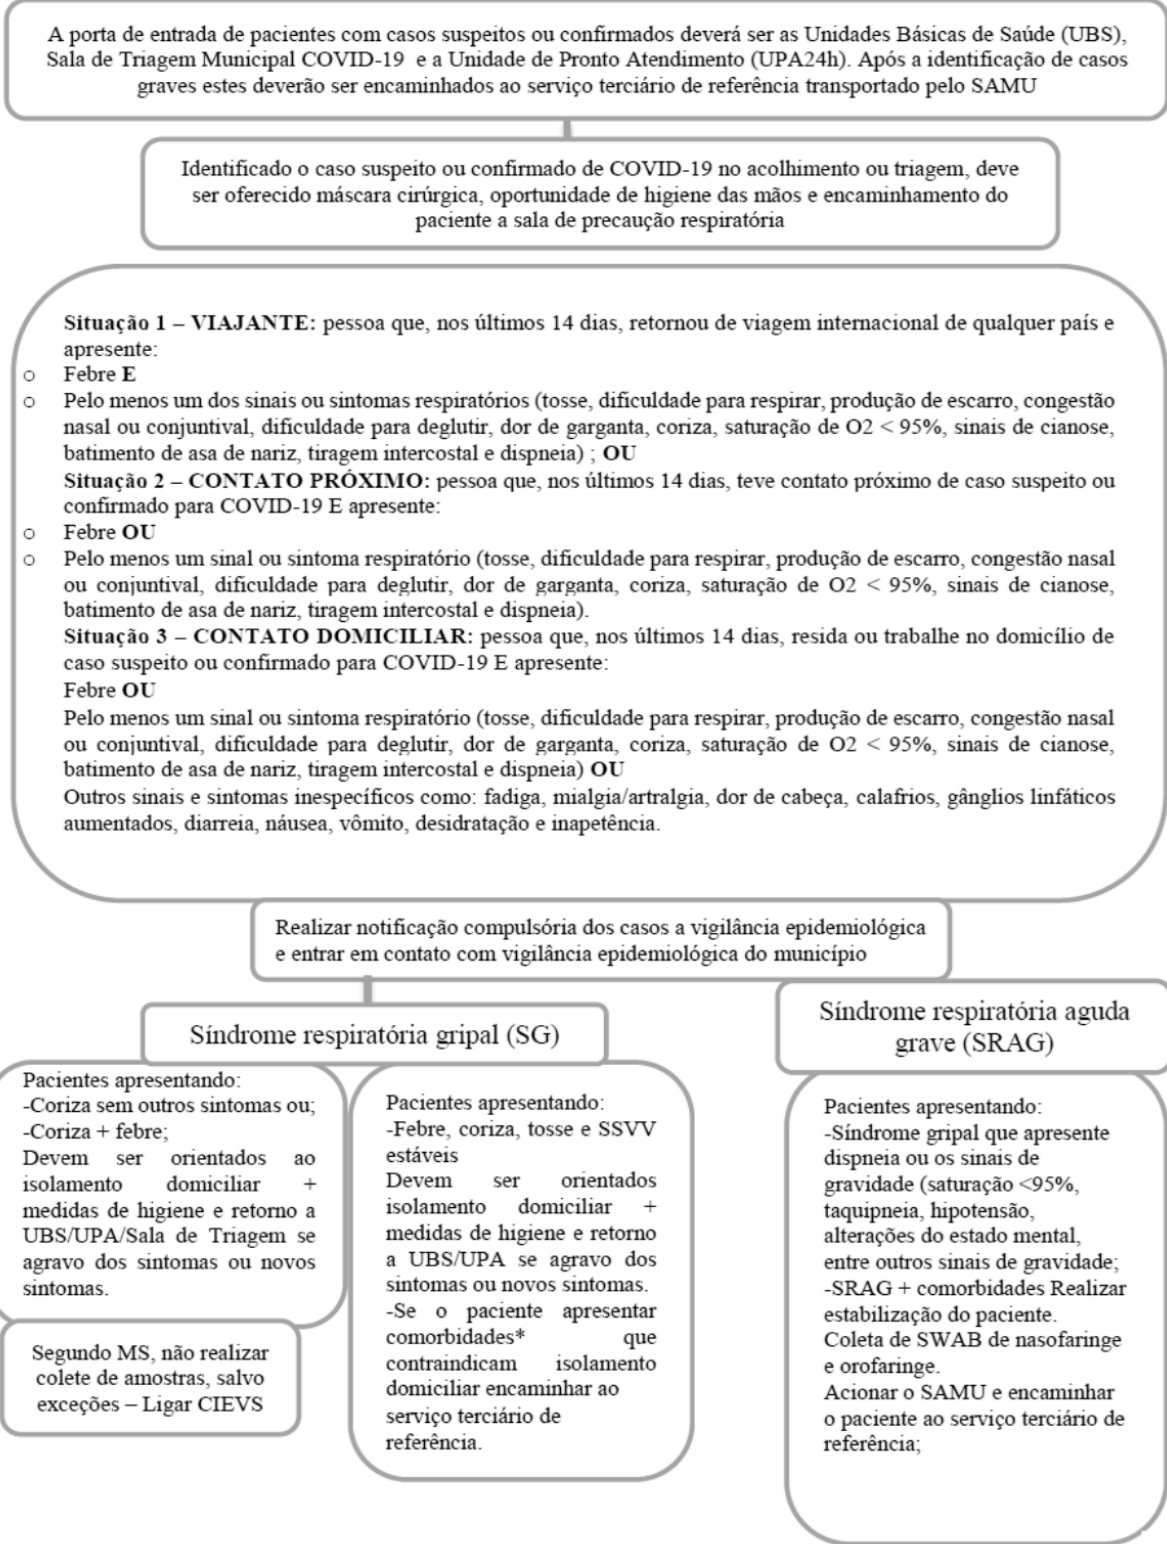 A porta de entrada de pacientes com casos suspeitos ou confirmados deverá ser as Unidades Básicas de Saúde (UBS),
Sala de Triagem Municipal COVID-19 e a Unidade de Pronto Atendimento (UPA24h). Após a identificação de casos
graves estes deverão ser encaminhados ao serviço terciário de referência transportado pelo SAMU
Identificado o caso suspeito ou confirmado de COVID-19 no acolhimento ou triagem, deve
ser oferecido máscara cirúrgica, oportunidade de higiene das mãos e encaminhamento do
paciente a sala de precaução respiratória
Situação 1 – VIAJANTE: pessoa que, nos últimos 14 dias, retornou de viagem internacional de qualquer país e
apresente:
o Febre E
o Pelo menos um dos sinais ou sintomas respiratórios (tosse, dificuldade para respirar, produção de escarro, congestão
nasal ou conjuntival, dificuldade para deglutir, dor de garganta, coriza, saturação de O2 < 95%, sinais de cianose,
batimento de asa de nariz, tiragem intercostal e dispneia) ; OU
Situação 2 – CONTATO PRÓXIMO: pessoa que, nos últimos 14 dias, teve contato próximo de caso suspeito ou
confirmado para COVID-19 E apresente:
o Febre OU
o Pelo menos um sinal ou sintoma respiratório (tosse, dificuldade para respirar, produção de escarro, congestão nasal
ou conjuntival, dificuldade para deglutir, dor de garganta, coriza, saturação de O2 < 95%, sinais de cianose,
batimento de asa de nariz, tiragem intercostal e dispneia).
Situação 3 – CONTATO DOMICILIAR: pessoa que, nos últimos 14 dias, resida ou trabalhe no domicílio de
caso suspeito ou confirmado para COVID-19 E apresente:
Febre OU
Pelo menos um sinal ou sintoma respiratório (tosse, dificuldade para respirar, produção de escarro, congestão nasal
ou conjuntival, dificuldade para deglutir, dor de garganta, coriza, saturação de O2 < 95%, sinais de cianose,
batimento de asa de nariz, tiragem intercostal e dispneia) OU
Outros sinais e sintomas inespecíficos como: fadiga, mialgia/artralgia, dor de cabeça, calafrios, gânglios linfáticos
aumentados, diarreia, náusea, vômito, desidratação e inapetência.
Realizar notificação compulsória dos casos a vigilância epidemiológica
e entrar em contato com vigilância epidemiológica do município
Síndrome respiratória gripal (SG)
Pacientes apresentando:
-Coriza sem outros sintomas ou;
-Coriza + febre;
Devem ser orientados ao
isolamento domiciliar +
medidas de higiene e retorno a
UBS/UPA/Sala de Triagem se
agravo dos sintomas ou novos
sintomas.
Segundo MS, não realizar
colete de amostras, salvo
exceções – Ligar CIEVS
Pacientes apresentando:
-Febre, coriza, tosse e SSVV
estáveis
Devem ser orientados
isolamento domiciliar +
medidas de higiene e retorno
a UBS/UPA se agravo dos
sintomas ou novos sintomas.
-Se o paciente apresentar
comorbidades* que
contraindicam isolamento
domiciliar encaminhar ao
serviço terciário de
referência.
Síndrome respiratória aguda
grave (SRAG)
Pacientes apresentando:
-Síndrome gripal que apresente
dispneia ou os sinais de
gravidade (saturação <95%,
taquipneia, hipotensão,
alterações do estado mental,
entre outros sinais de gravidade;
-SRAG + comorbidades Realizar
estabilização do paciente.
Coleta de SWAB de nasofaringe
e orofaringe.
Acionar o SAMU e encaminhar
o paciente ao serviço terciário de
referência;